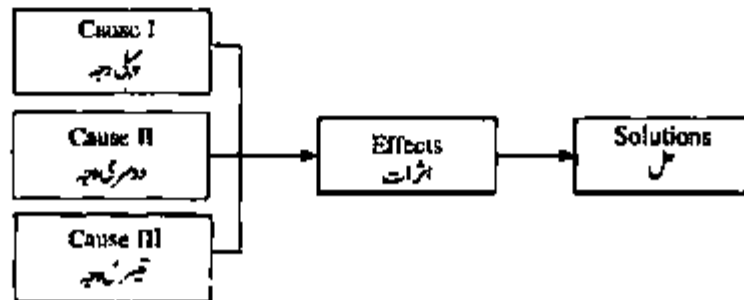 Cause I
پہلی وجہ
Cause II
دوسری وجہ
Cause III
تیسری وجہ
Effects
اثرات
Solutions
حل